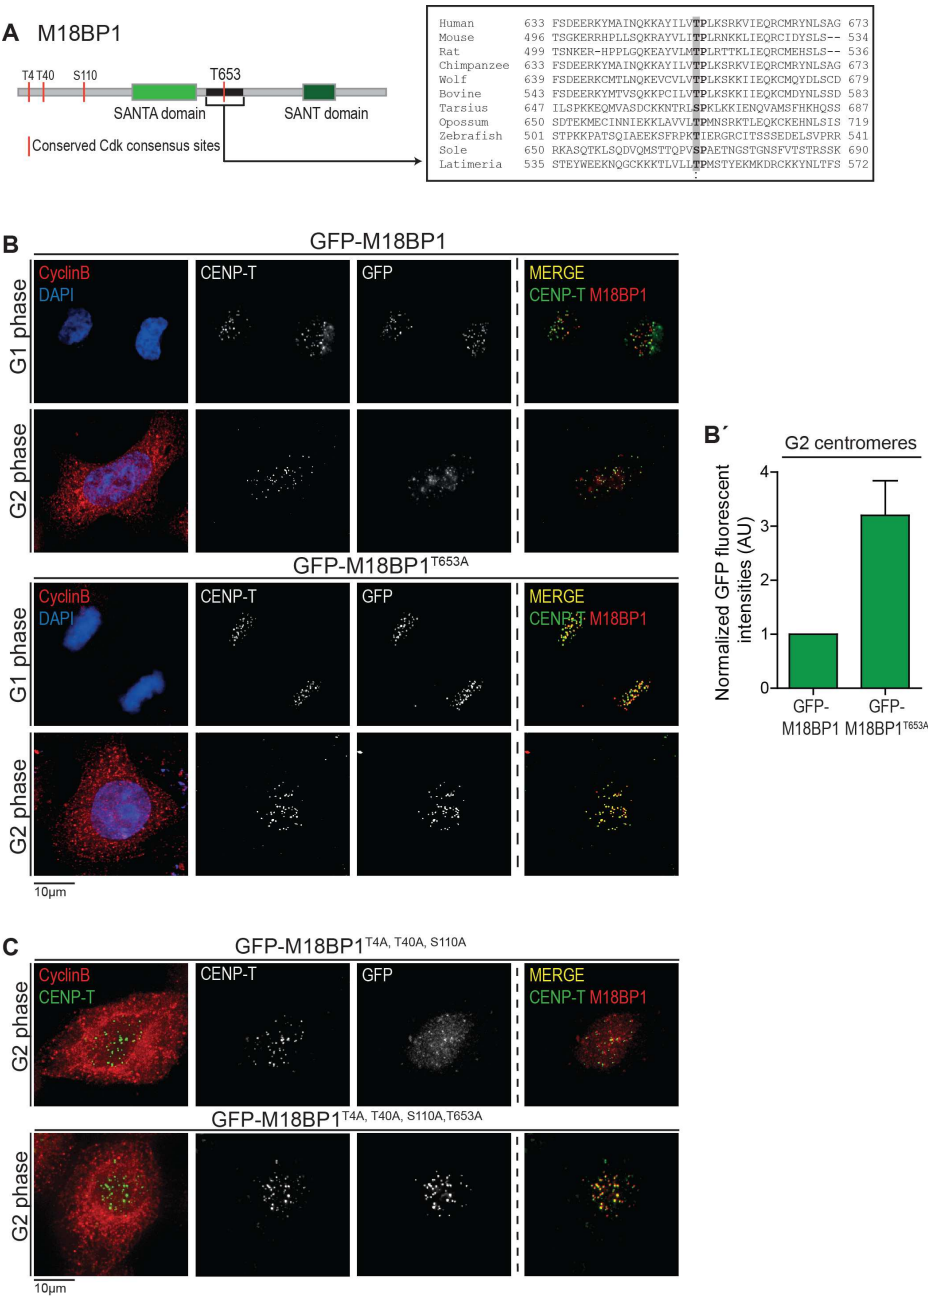 A M18BP1
T4 T40 S110 T653
SANTA domain SANT domain
Conserved Cdk consensus sites
Human 633 FSDEERKYMAINQKKAYILVTPLKSRKVIEQRCMRYNLSAG 673
Mouse 496 TSGKERRHPLLSQKRAYVLITPLRNKKLIEQRCIDYSLS-- 534
Rat 499 TSNKER-HPPLGQKEAYVLMTPLRTTKLIEQRCMEHSLS-- 536
Chimpanzee 633 FSDEERKYMAINQKKAYILVTPLKSRKVIEQRCMRYNLSAG 673
Wolf 639 FSDEERKCMTLNQKEVCVLVTPLKSKKIIEQKCMQYDLSCD 679
Bovine 543 FSDEERKYMTVSQKKPCILVTPLKKKIIEQKCMDYNLSSD 583
Tarsius 647 ILSPKKEQMVASDCKKNTRLSPLKLKKIENQVAMSFHKHQSS 687
Opossum 650 SDTEKMECINNIEKKLAVVLTPMNSRKTLEQKCKEHNLSIS 719
Zebrafish 501 STPKKPATSQIAEEKSFRPKTIERGRCITSSSEDELSVPRR 541
Sole 650 RKASQTKLSQDVQMSTTQPVSPAETNGSTGNSFVTSTRSSK 690
Latimeria 535 STEYWEEKNQGCKKKTLVLLTPMSTYEKMKDRCKKYNLTFS 572
B
GFP-M18BP1
G1 phase
CyclinB CENP-T GFP MERGE
DAPI CENP-T M18BP1
G2 phase
GFP-M18BP1T653A
G1 phase
CyclinB CENP-T GFP MERGE
DAPI CENP-T M18BP1
G2 phase
10µm
B´
G2 centromeres
Normalized GFP fluorescent
intensities (AU)
4
3
2
1
0
GFP- GFP-
M18BP1 M18BP1T653A
C
GFP-M18BP1T4A, T40A, S110A
G2 phase
CyclinB CENP-T GFP MERGE
CENP-T CENP-T M18BP1
GFP-M18BP1T4A, T40A, S110A,T653A
G2 phase
10µm